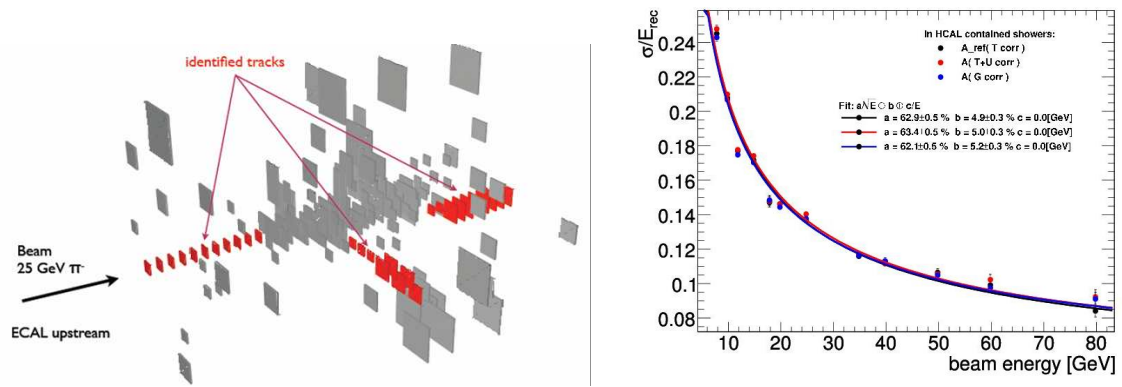 identified tracks
Beam
25 GeV π⁻
ECAL upstream
σ/E_rec
0.24
0.22
0.2
0.18
0.16
0.14
0.12
0.1
0.08
In HCAL contained showers:
A_ref( T corr )
A( T+U corr )
A( G corr )
Fit: a/√E ⊕ b ⊕ c/E
a = 62.9±0.5 % b = 4.9±0.3 % c = 0.0[GeV]
a = 63.4±0.5 % b = 5.0±0.3 % c = 0.0[GeV]
a = 62.1±0.5 % b = 5.2±0.3 % c = 0.0[GeV]
10 20 30 40 50 60 70 80
beam energy [GeV]